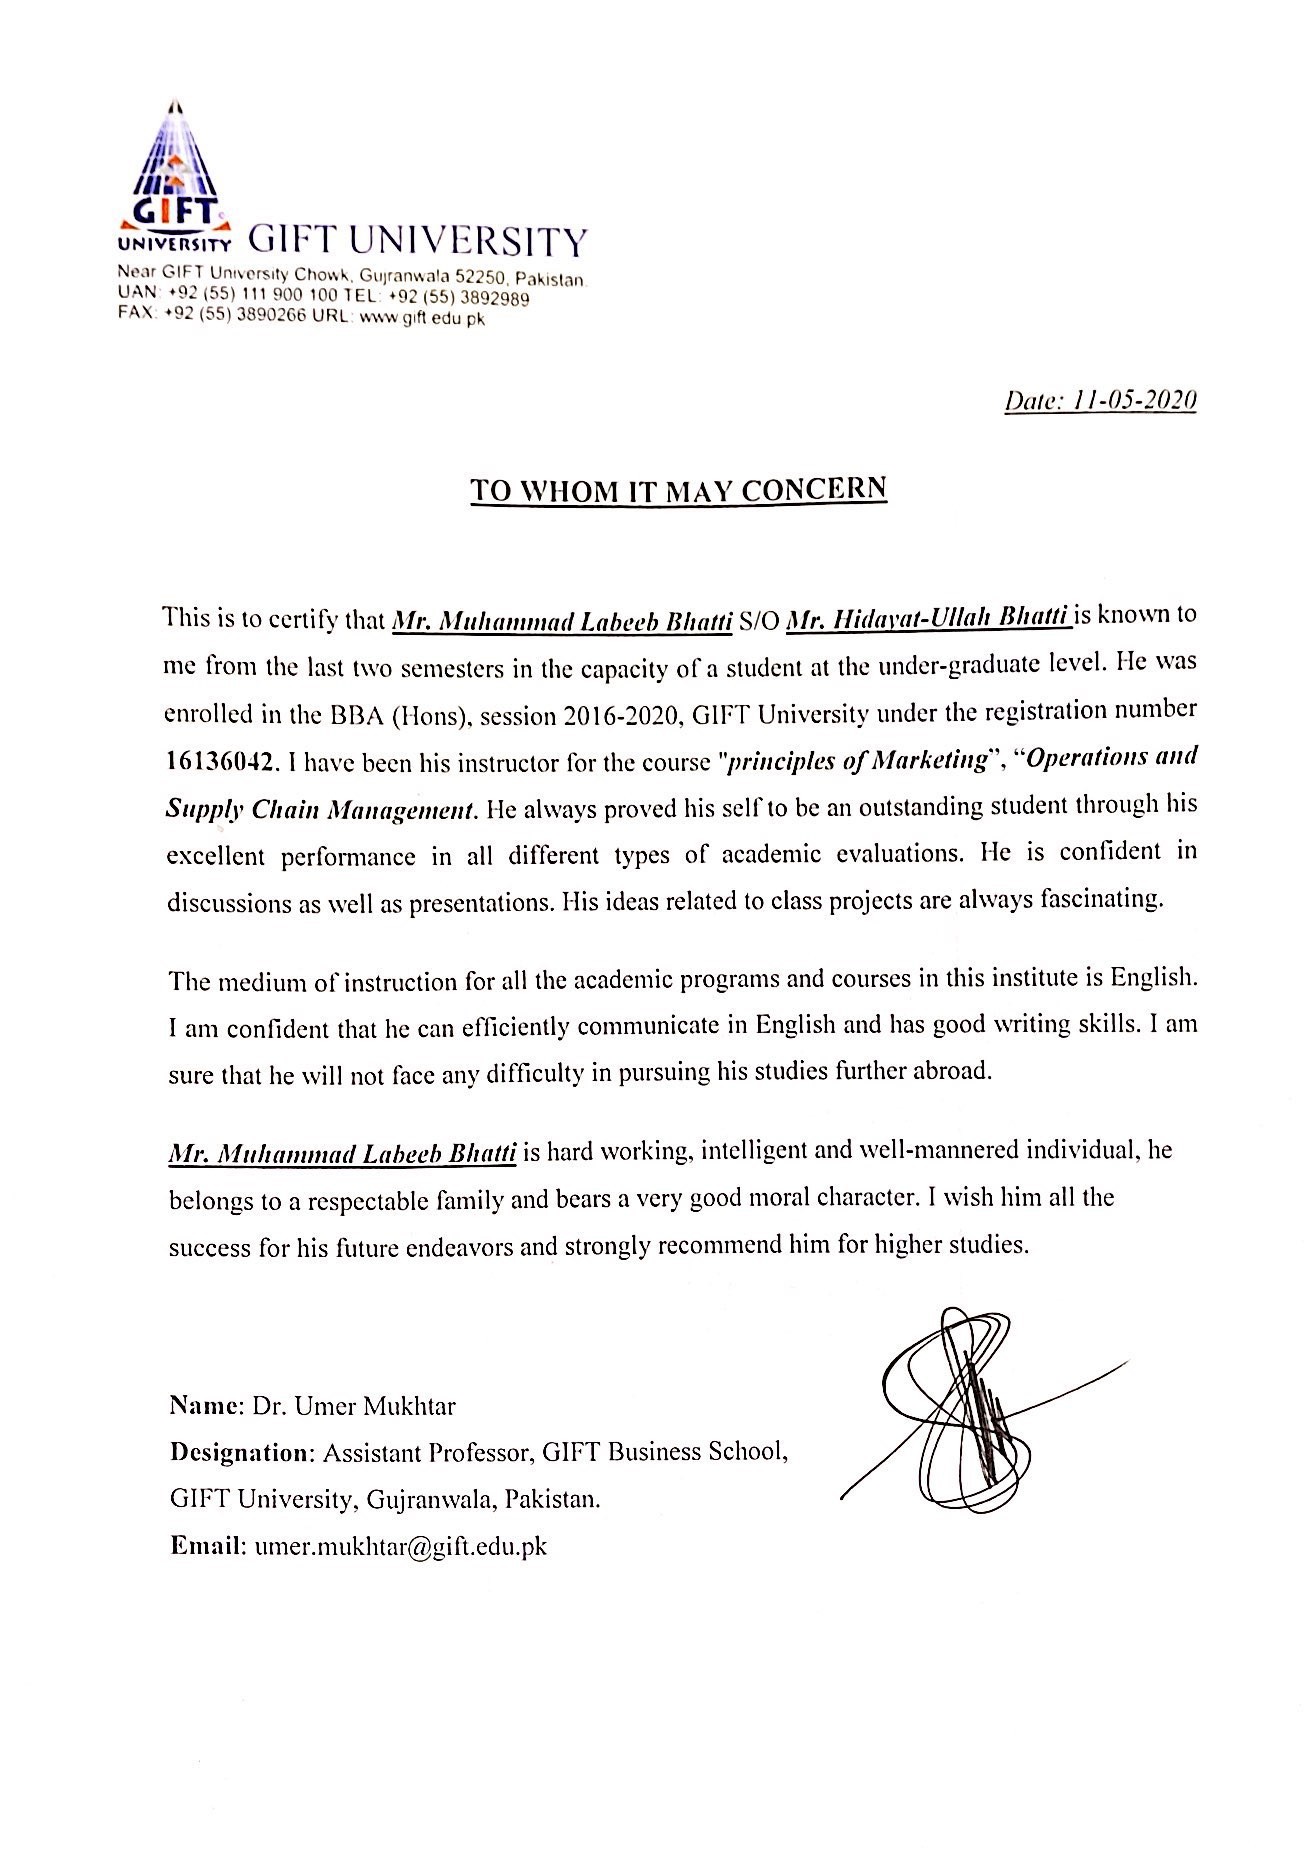 GIFT
UNIVERSITY
GIFT UNIVERSITY
Near GIFT University Chowk, Gujranwala 52250, Pakistan.
UAN: +92 (55) 111 900 100 TEL: +92 (55) 3892989
FAX: +92 (55) 3890266 URL: www.gift.edu.pk
Date: 11-05-2020
TO WHOM IT MAY CONCERN
This is to certify that Mr. Muhammad Labeeb Bhatti S/O Mr. Hidayat-Ullah Bhatti is known to
me from the last two semesters in the capacity of a student at the under-graduate level. He was
enrolled in the BBA (Hons), session 2016-2020, GIFT University under the registration number
16136042. I have been his instructor for the course "principles of Marketing”, “Operations and
Supply Chain Management. He always proved his self to be an outstanding student through his
excellent performance in all different types of academic evaluations. He is confident in
discussions as well as presentations. His ideas related to class projects are always fascinating.
The medium of instruction for all the academic programs and courses in this institute is English.
I am confident that he can efficiently communicate in English and has good writing skills. I am
sure that he will not face any difficulty in pursuing his studies further abroad.
Mr. Muhammad Labeeb Bhatti is hard working, intelligent and well-mannered individual, he
belongs to a respectable family and bears a very good moral character. I wish him all the
success for his future endeavors and strongly recommend him for higher studies.
Name: Dr. Umer Mukhtar
Designation: Assistant Professor, GIFT Business School,
GIFT University, Gujranwala, Pakistan.
Email: umer.mukhtar@gift.edu.pk